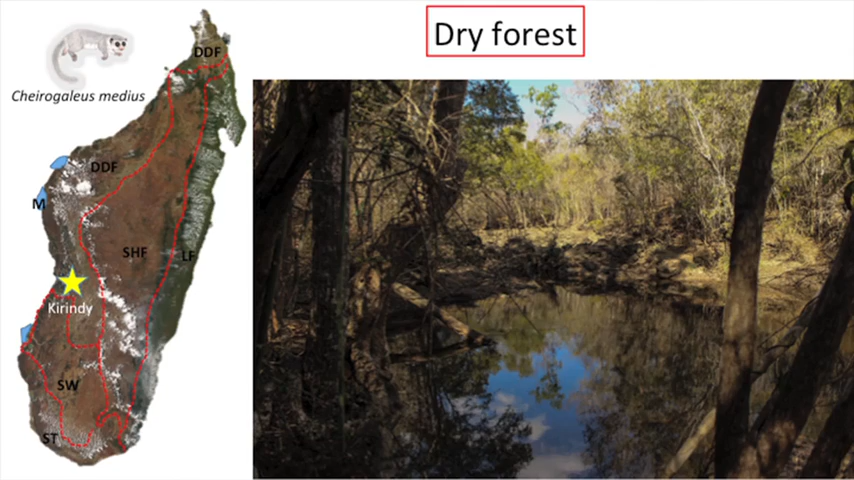 Dry forest
DDF
Cheirogaleus medius
DDF
M
SHF
LF
Kirindy
SW
ST